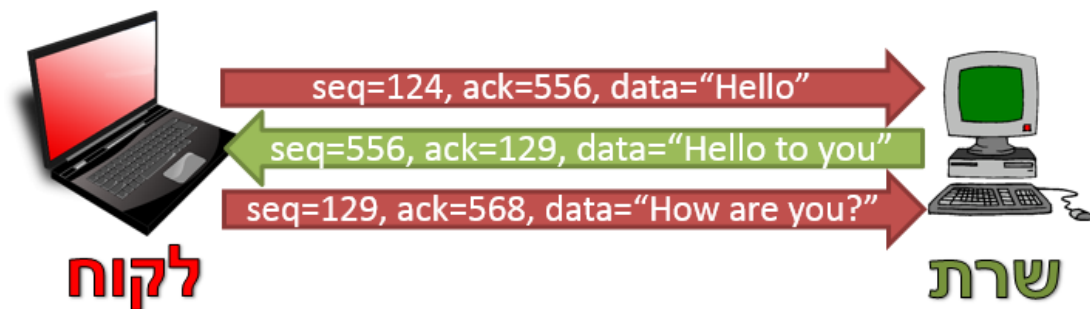 seq=124, ack=556, data=“Hello”
seq=556, ack=129, data=“Hello to you”
seq=129, ack=568, data=“How are you?”
לקוח
שרת